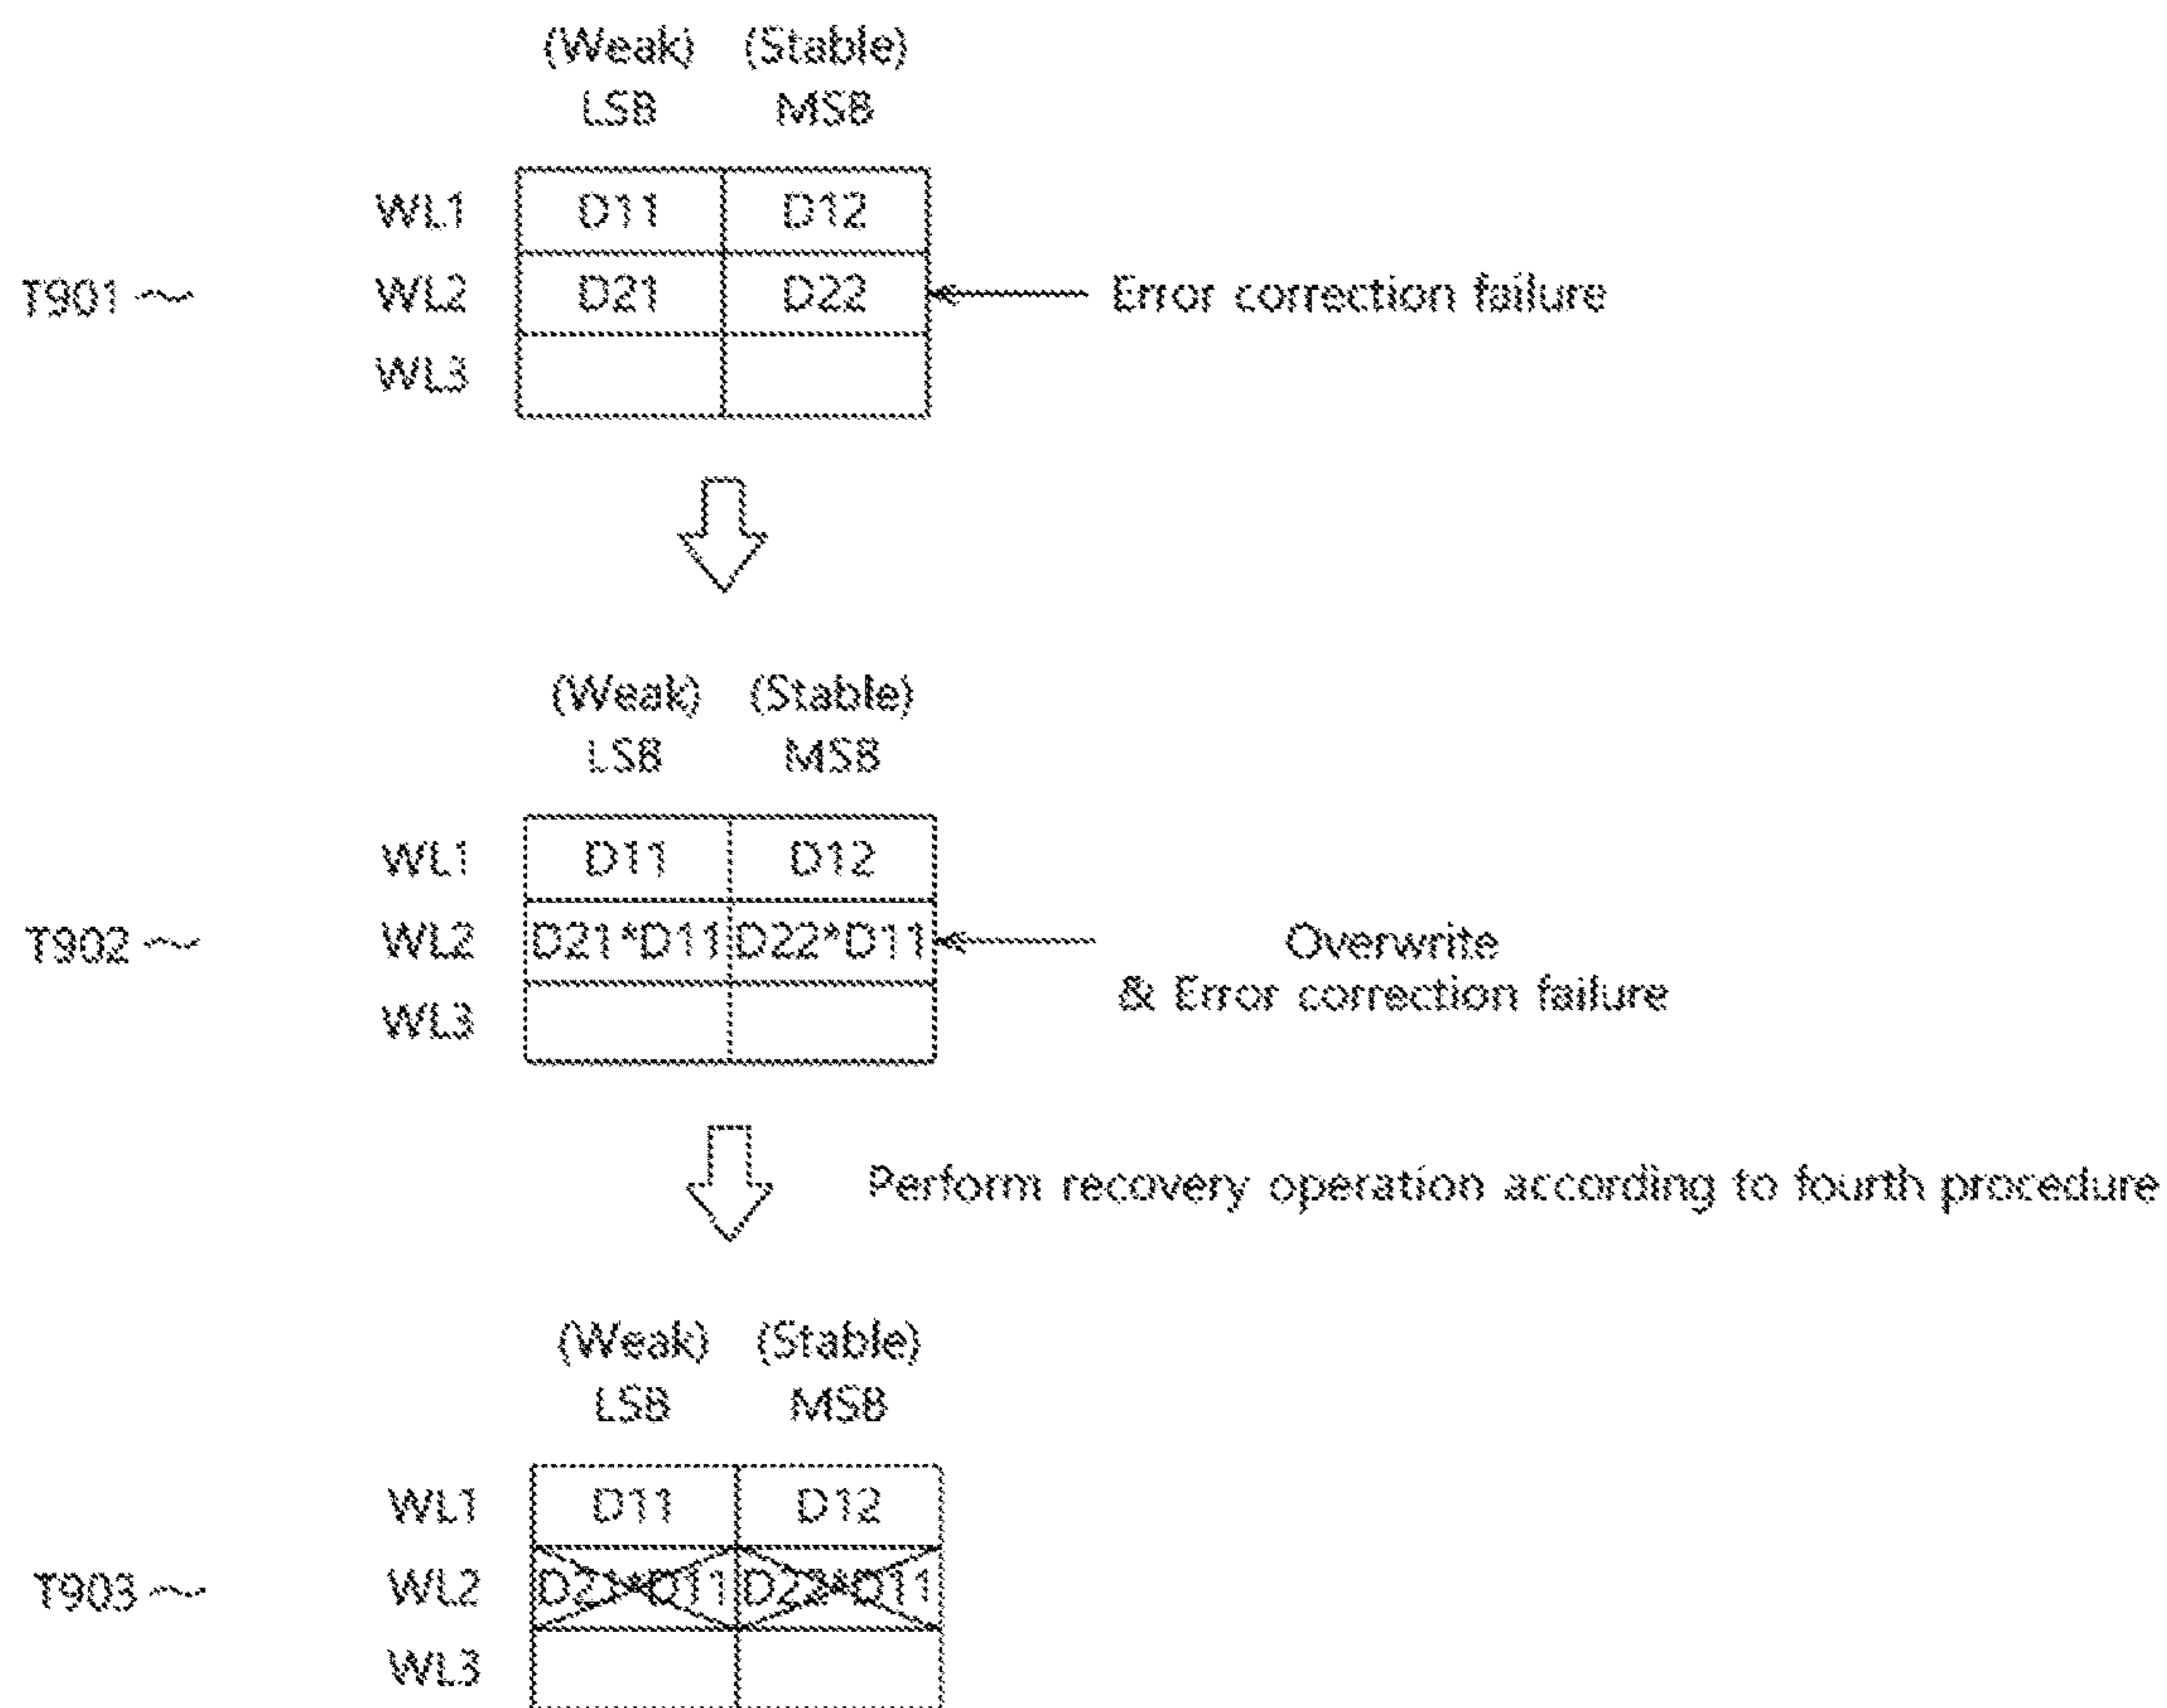 (Weak) (Stable)
LSB MSB
WL1 D11 D12
T901 WL2 D21 D22 Error correction failure
WL3
(Weak) (Stable)
LSB MSB
WL1 D11 D12
T902 WL2 D21*D11 D22*D11 Overwrite
& Error correction failure
WL3
Perform recovery operation according to fourth procedure
(Weak) (Stable)
LSB MSB
WL1 D11 D12
T903 WL2 D21*D11 D22*D11
WL3